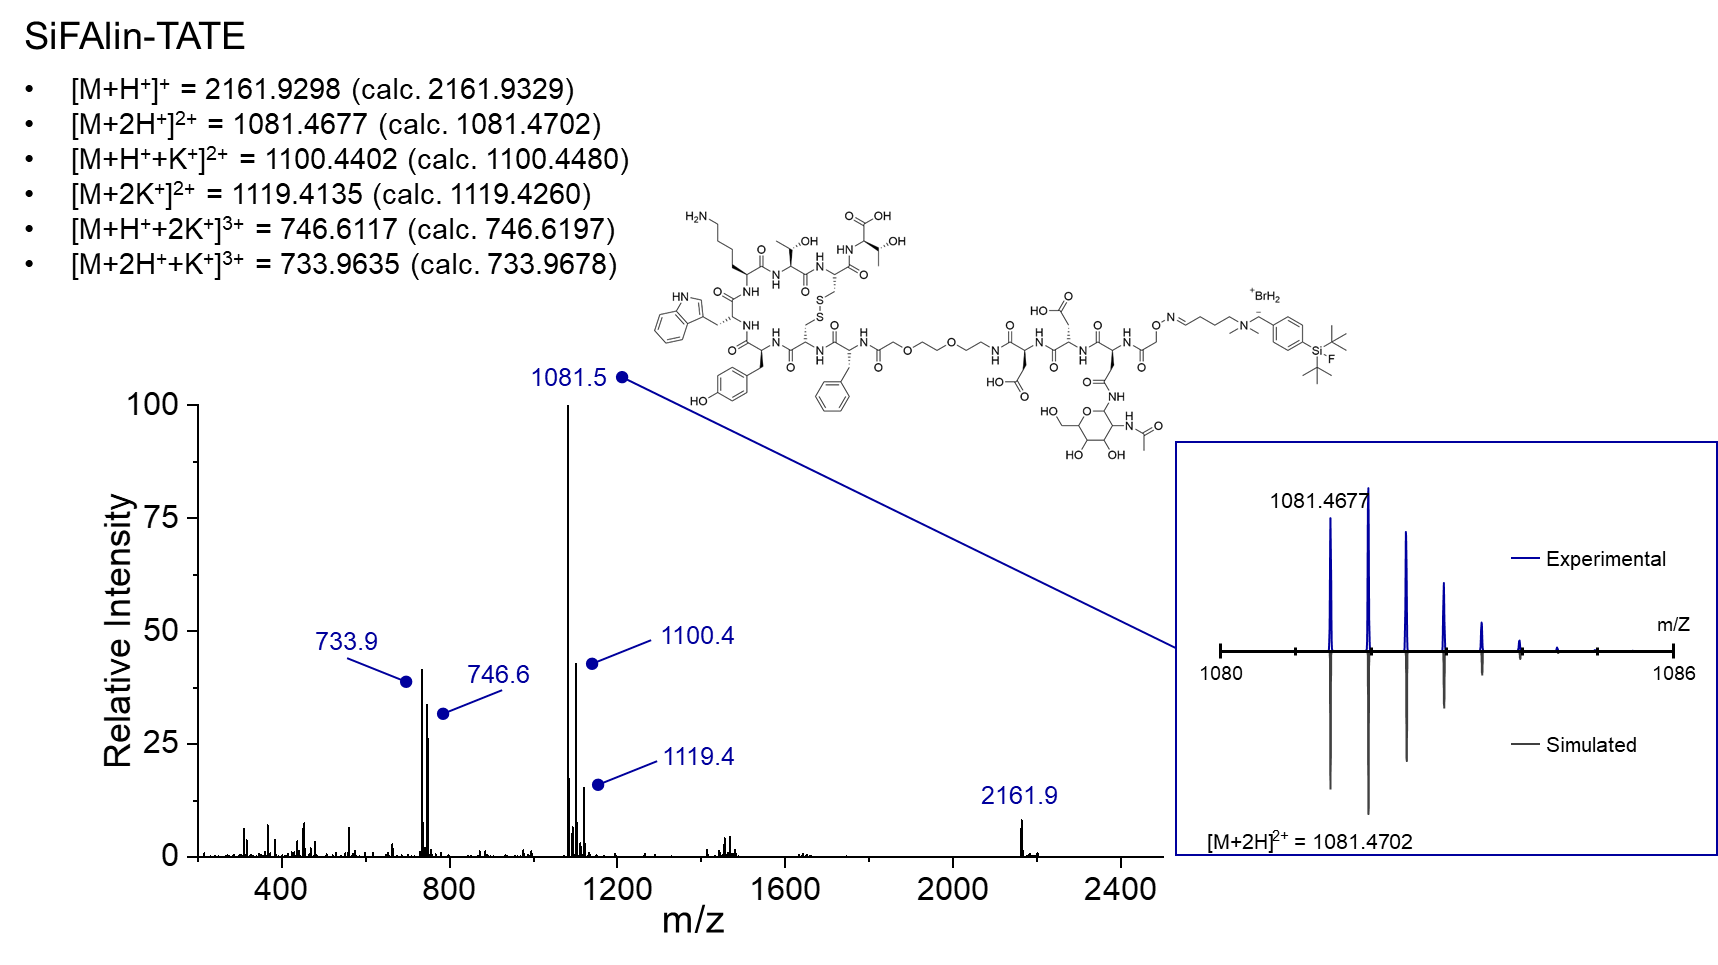 SiFAlin-TATE
• [M+H⁺]⁺ = 2161.9298 (calc. 2161.9329)
• [M+2H⁺]²⁺ = 1081.4677 (calc. 1081.4702)
• [M+H⁺+K⁺]²⁺ = 1100.4402 (calc. 1100.4480)
• [M+2K⁺]²⁺ = 1119.4135 (calc. 1119.4260)
• [M+H⁺+2K⁺]³⁺ = 746.6117 (calc. 746.6197)
• [M+2H⁺+K⁺]³⁺ = 733.9635 (calc. 733.9678)
H₂N
O
OH
OH
HN
OH
O
O
N
H
H
N
O
O
NH
HN
O
S
S
NH
O
N
H
O
N
H
O
H
N
O
O
O
N
H
O
H
N
O
HO
O
N
H
O
H
N
O
O
N
N
⁺BrH₂
Si
F
HO
HO
O
O
NH
HO
O
H
N
O
HO
OH
1081.5
100
75
50
25
0
Relative Intensity
733.9
746.6
1100.4
1119.4
2161.9
400
800
1200
1600
2000
2400
m/z
1081.4677
Experimental
m/Z
1080
1086
Simulated
[M+2H]²⁺ = 1081.4702